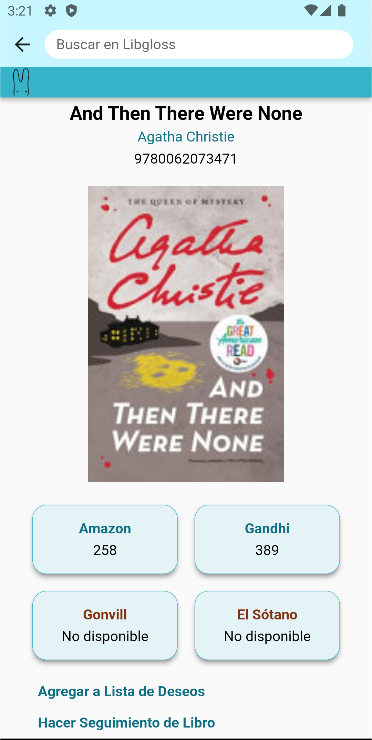 3:21
Buscar en Libgloss
And Then There Were None
Agatha Christie
9780062073471
THE QUEEN OF MYSTERY
Agatha
Christie
The
GREAT
American
READ
AND
THEN THERE
WERE NONE
Amazon
258
Gandhi
389
Gonvill
No disponible
El Sótano
No disponible
Agregar a Lista de Deseos
Hacer Seguimiento de Libro